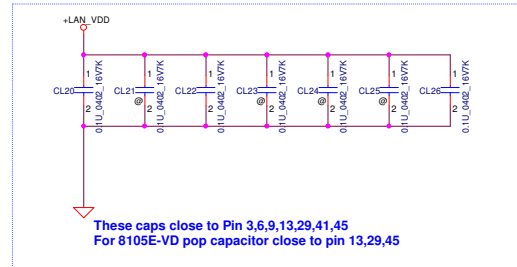 +LAN_VDD
1 1 1 1 1 1 1
CL20 CL21 CL22 CL23 CL24 CL25 CL26
2 2 2 2 2 2 2
@ @ @ @
0.1U_0402_16V7K 0.1U_0402_16V7K 0.1U_0402_16V7K 0.1U_0402_16V7K 0.1U_0402_16V7K 0.1U_0402_16V7K 0.1U_0402_16V7K
These caps close to Pin 3,6,9,13,29,41,45
For 8105E-VD pop capacitor close to pin 13,29,45